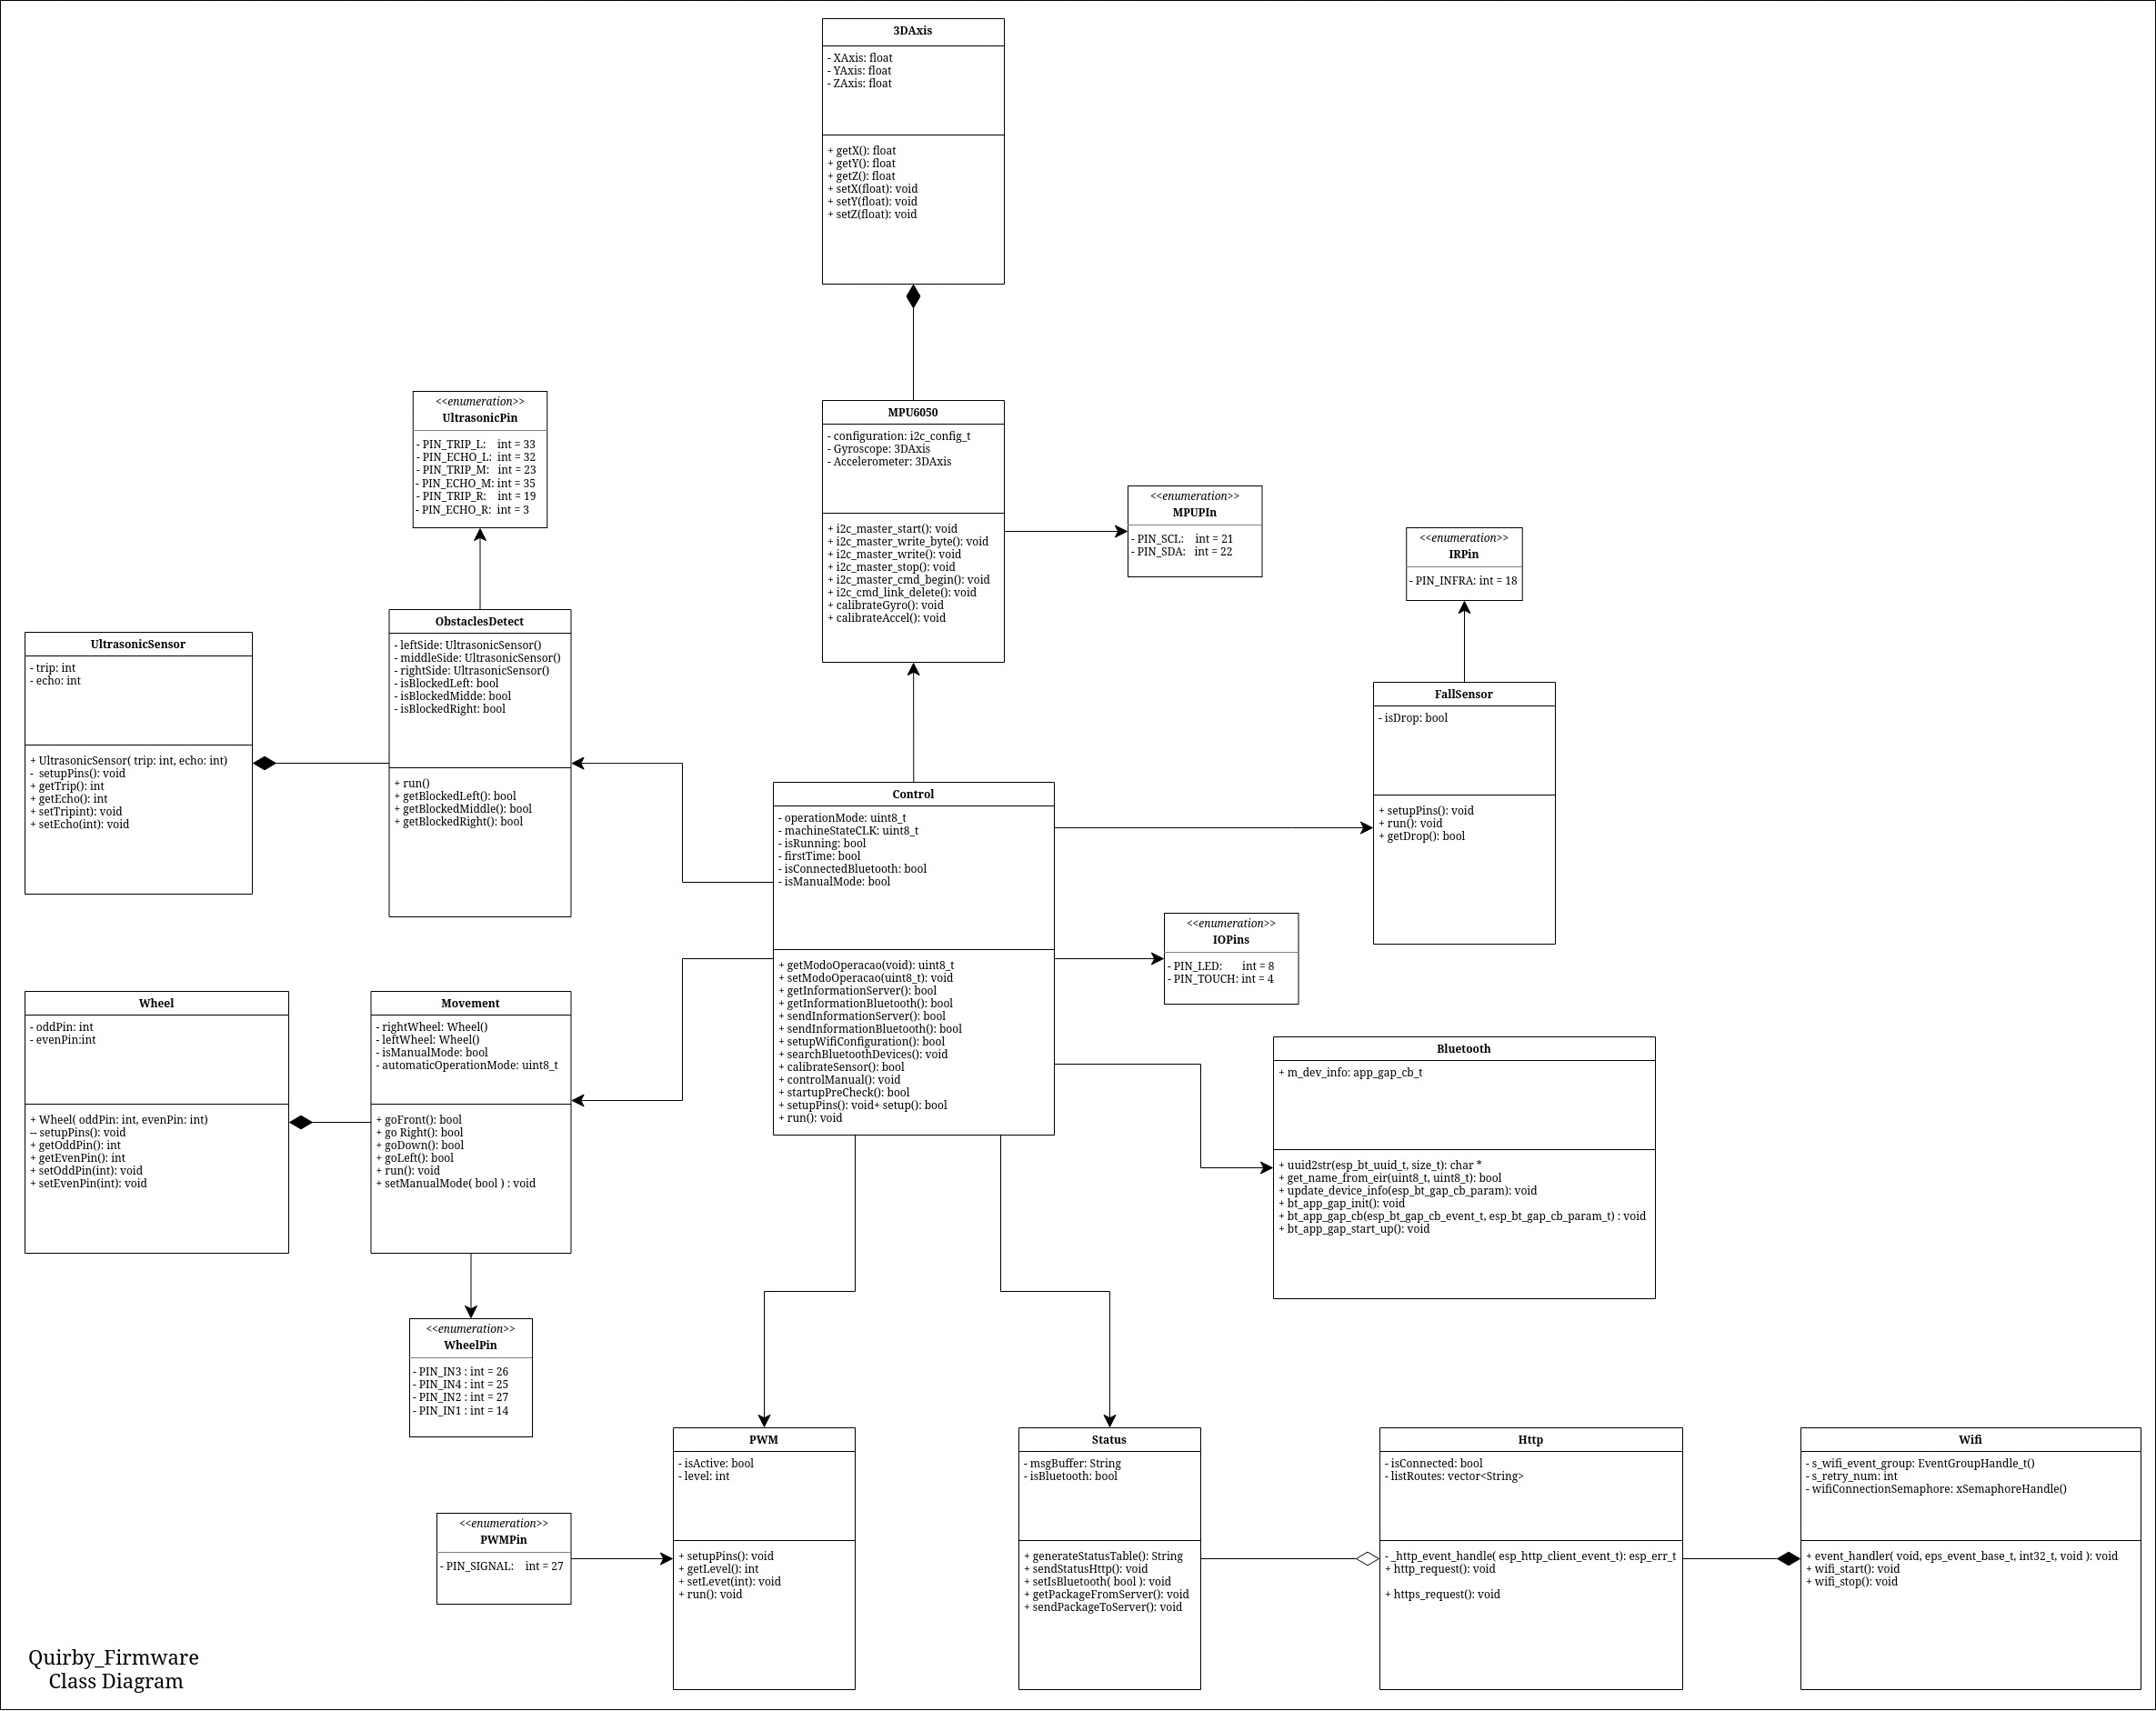 3DAxis
- XAxis: float
- YAxis: float
- ZAxis: float
+ getX(): float
+ getY(): float
+ getZ(): float
+ setX(float): void
+ setY(float): void
+ setZ(float): void
<<enumeration>>
UltrasonicPin
- PIN_TRIP_L: int = 33
- PIN_ECHO_L: int = 32
- PIN_TRIP_M: int = 23
- PIN_ECHO_M: int = 35
- PIN_TRIP_R: int = 19
- PIN_ECHO_R: int = 3
MPU6050
- configuration: i2c_config_t
- Gyroscope: 3DAxis
- Accelerometer: 3DAxis
+ i2c_master_start(): void
+ i2c_master_write_byte(): void
+ i2c_master_write(): void
+ i2c_master_stop(): void
+ i2c_master_cmd_begin(): void
+ i2c_cmd_link_delete(): void
+ calibrateGyro(): void
+ calibrateAccel(): void
<<enumeration>>
MPUPIn
- PIN_SCL: int = 21
- PIN_SDA: int = 22
<<enumeration>>
IRPin
- PIN_INFRA: int = 18
UltrasonicSensor
- trip: int
- echo: int
+ UltrasonicSensor( trip: int, echo: int)
- setupPins(): void
+ getTrip(): int
+ getEcho(): int
+ setTripint): void
+ setEcho(int): void
ObstaclesDetect
- leftSide: UltrasonicSensor()
- middleSide: UltrasonicSensor()
- rightSide: UltrasonicSensor()
- isBlockedLeft: bool
- isBlockedMidde: bool
- isBlockedRight: bool
+ run()
+ getBlockedLeft(): bool
+ getBlockedMiddle(): bool
+ getBlockedRight(): bool
FallSensor
- isDrop: bool
+ setupPins(): void
+ run(): void
+ getDrop(): bool
Control
- operationMode: uint8_t
- machineStateCLK: uint8_t
- isRunning: bool
- firstTime: bool
- isConnectedBluetooth: bool
- isManualMode: bool
+ getModoOperacao(void): uint8_t
+ setModoOperacao(uint8_t): void
+ getInformationServer(): bool
+ getInformationBluetooth(): bool
+ sendInformationServer(): bool
+ sendInformationBluetooth(): bool
+ setupWifiConfiguration(): bool
+ searchBluetoothDevices(): void
+ calibrateSensor(): bool
+ controlManual(): void
+ startupPreCheck(): bool
+ setupPins(): void+ setup(): bool
+ run(): void
<<enumeration>>
IOPins
- PIN_LED: int = 8
- PIN_TOUCH: int = 4
Wheel
- oddPin: int
- evenPin:int
+ Wheel( oddPin: int, evenPin: int)
-- setupPins(): void
+ getOddPin(): int
+ getEvenPin(): int
+ setOddPin(int): void
+ setEvenPin(int): void
Movement
- rightWheel: Wheel()
- leftWheel: Wheel()
- isManualMode: bool
- automaticOperationMode: uint8_t
+ goFront(): bool
+ go Right(): bool
+ goDown(): bool
+ goLeft(): bool
+ run(): void
+ setManualMode( bool ) : void
Bluetooth
+ m_dev_info: app_gap_cb_t
+ uuid2str(esp_bt_uuid_t, size_t): char *
+ get_name_from_eir(uint8_t, uint8_t): bool
+ update_device_info(esp_bt_gap_cb_param): void
+ bt_app_gap_init(): void
+ bt_app_gap_cb(esp_bt_gap_cb_event_t, esp_bt_gap_cb_param_t) : void
+ bt_app_gap_start_up(): void
<<enumeration>>
WheelPin
- PIN_IN3 : int = 26
- PIN_IN4 : int = 25
- PIN_IN2 : int = 27
- PIN_IN1 : int = 14
<<enumeration>>
PWMPin
- PIN_SIGNAL: int = 27
PWM
- isActive: bool
- level: int
+ setupPins(): void
+ getLevel(): int
+ setLevet(int): void
+ run(): void
Status
- msgBuffer: String
- isBluetooth: bool
+ generateStatusTable(): String
+ sendStatusHttp(): void
+ setIsBluetooth( bool ): void
+ getPackageFromServer(): void
+ sendPackageToServer(): void
Http
- isConnected: bool
- listRoutes: vector<String>
- _http_event_handle( esp_http_client_event_t): esp_err_t
+ http_request(): void
+ https_request(): void
Wifi
- s_wifi_event_group: EventGroupHandle_t()
- s_retry_num: int
- wifiConnectionSemaphore: xSemaphoreHandle()
+ event_handler( void, eps_event_base_t, int32_t, void ): void
+ wifi_start(): void
+ wifi_stop(): void
Quirby_Firmware
Class Diagram